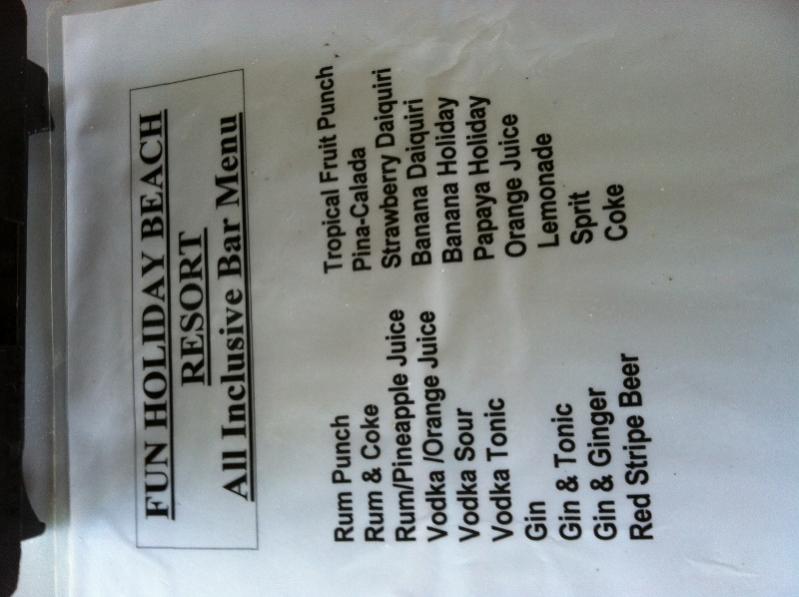 FUN HOLIDAY BEACH
RESORT
All Inclusive Bar Menu
Rum Punch
Rum & Coke
Rum/Pineapple Juice
Vodka /Orange Juice
Vodka Sour
Vodka Tonic
Gin
Gin & Tonic
Gin & Ginger
Red Stripe Beer
Tropical Fruit Punch
Pina-Calada
Strawberry Daiquiri
Banana Daiquiri
Banana Holiday
Papaya Holiday
Orange Juice
Lemonade
Sprit
Coke